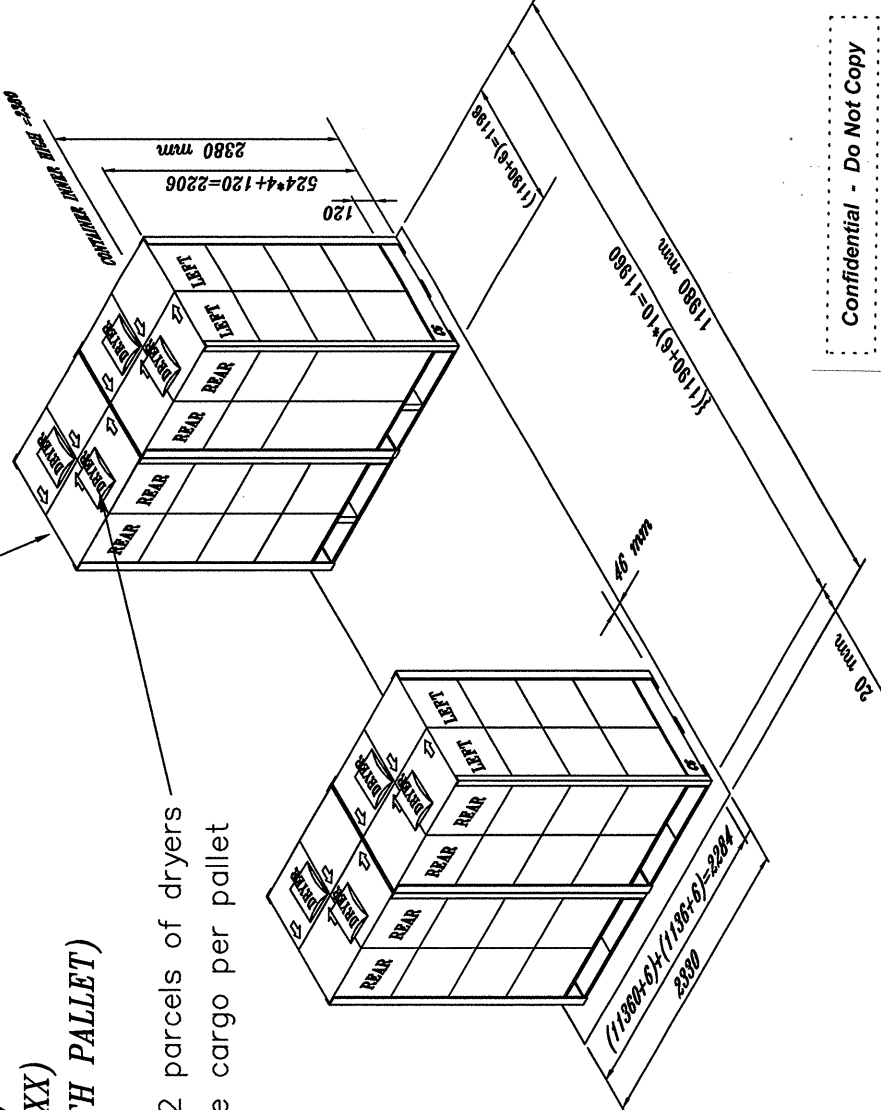 XX)
TH PALLET)
2 parcels of dryers
e cargo per pallet
CONTAINER INNER HIGH =2389
2380 mm
524*4+120=2206
120
DRYER
DRYER
DRYER
DRYER
REAR
REAR
REAR
REAR
LEFT
LEFT
(1190+6)=1196
{(1190+6)*10=11960
11980 mm
20 mm
46 mm
DRYER
DRYER
DRYER
DRYER
REAR
REAR
REAR
REAR
LEFT
LEFT
(11360+6)+(1136+6)=2284
2330
Confidential - Do Not Copy